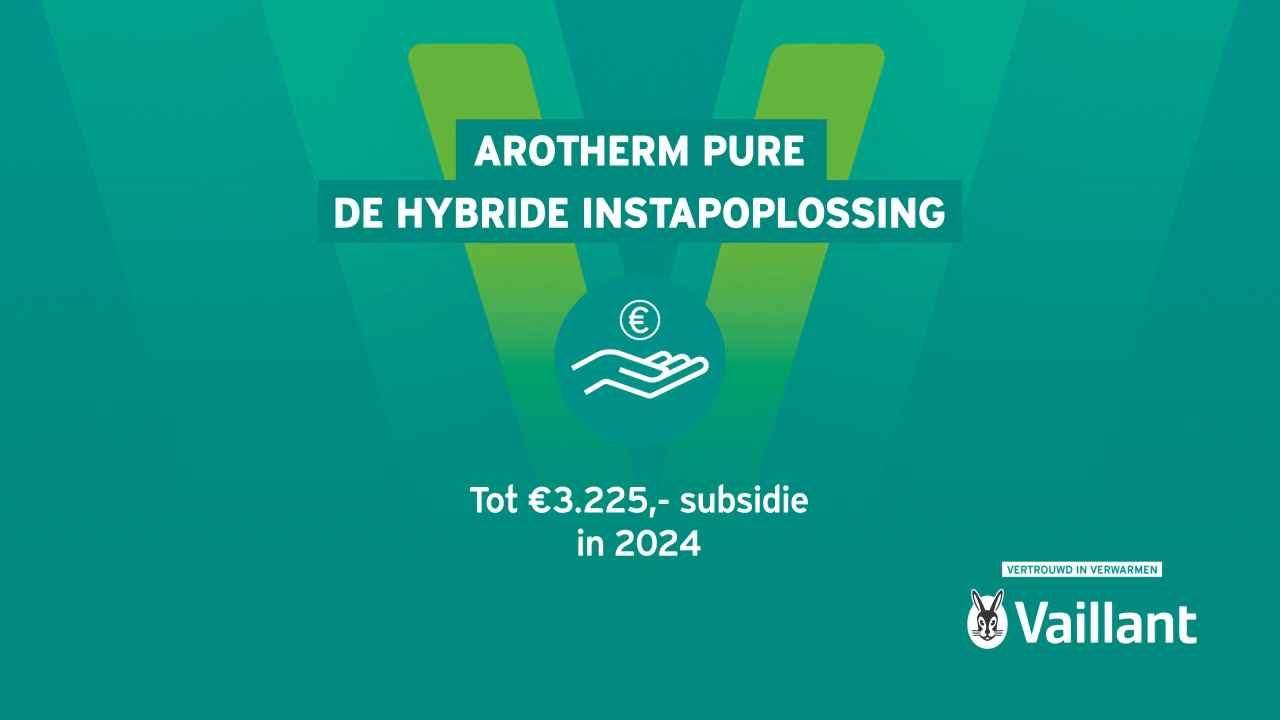 AROTHERM PURE
DE HYBRIDE INSTAPOPLOSSING
€
Tot €3.225,- subsidie
in 2024
VERTROUWD IN VERWARMEN
Vaillant